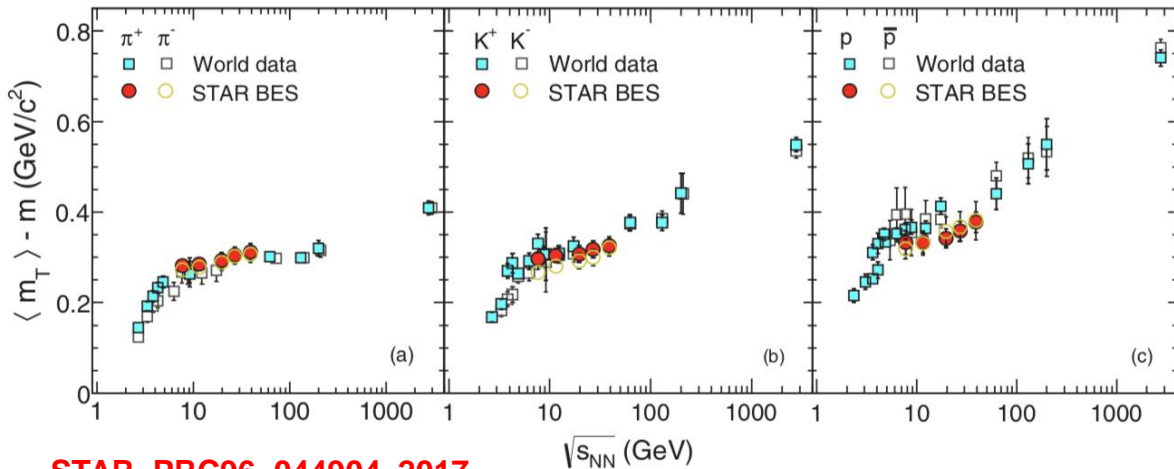 ⟨ m_T ⟩ - m (GeV/c²)
0.8
0.6
0.4
0.2
0
π⁺ π⁻
World data
STAR BES
(a)
1 10 100 1000
K⁺ K⁻
World data
STAR BES
(b)
1 10 100 1000
p p̄
World data
STAR BES
(c)
1 10 100 1000
√s_NN (GeV)